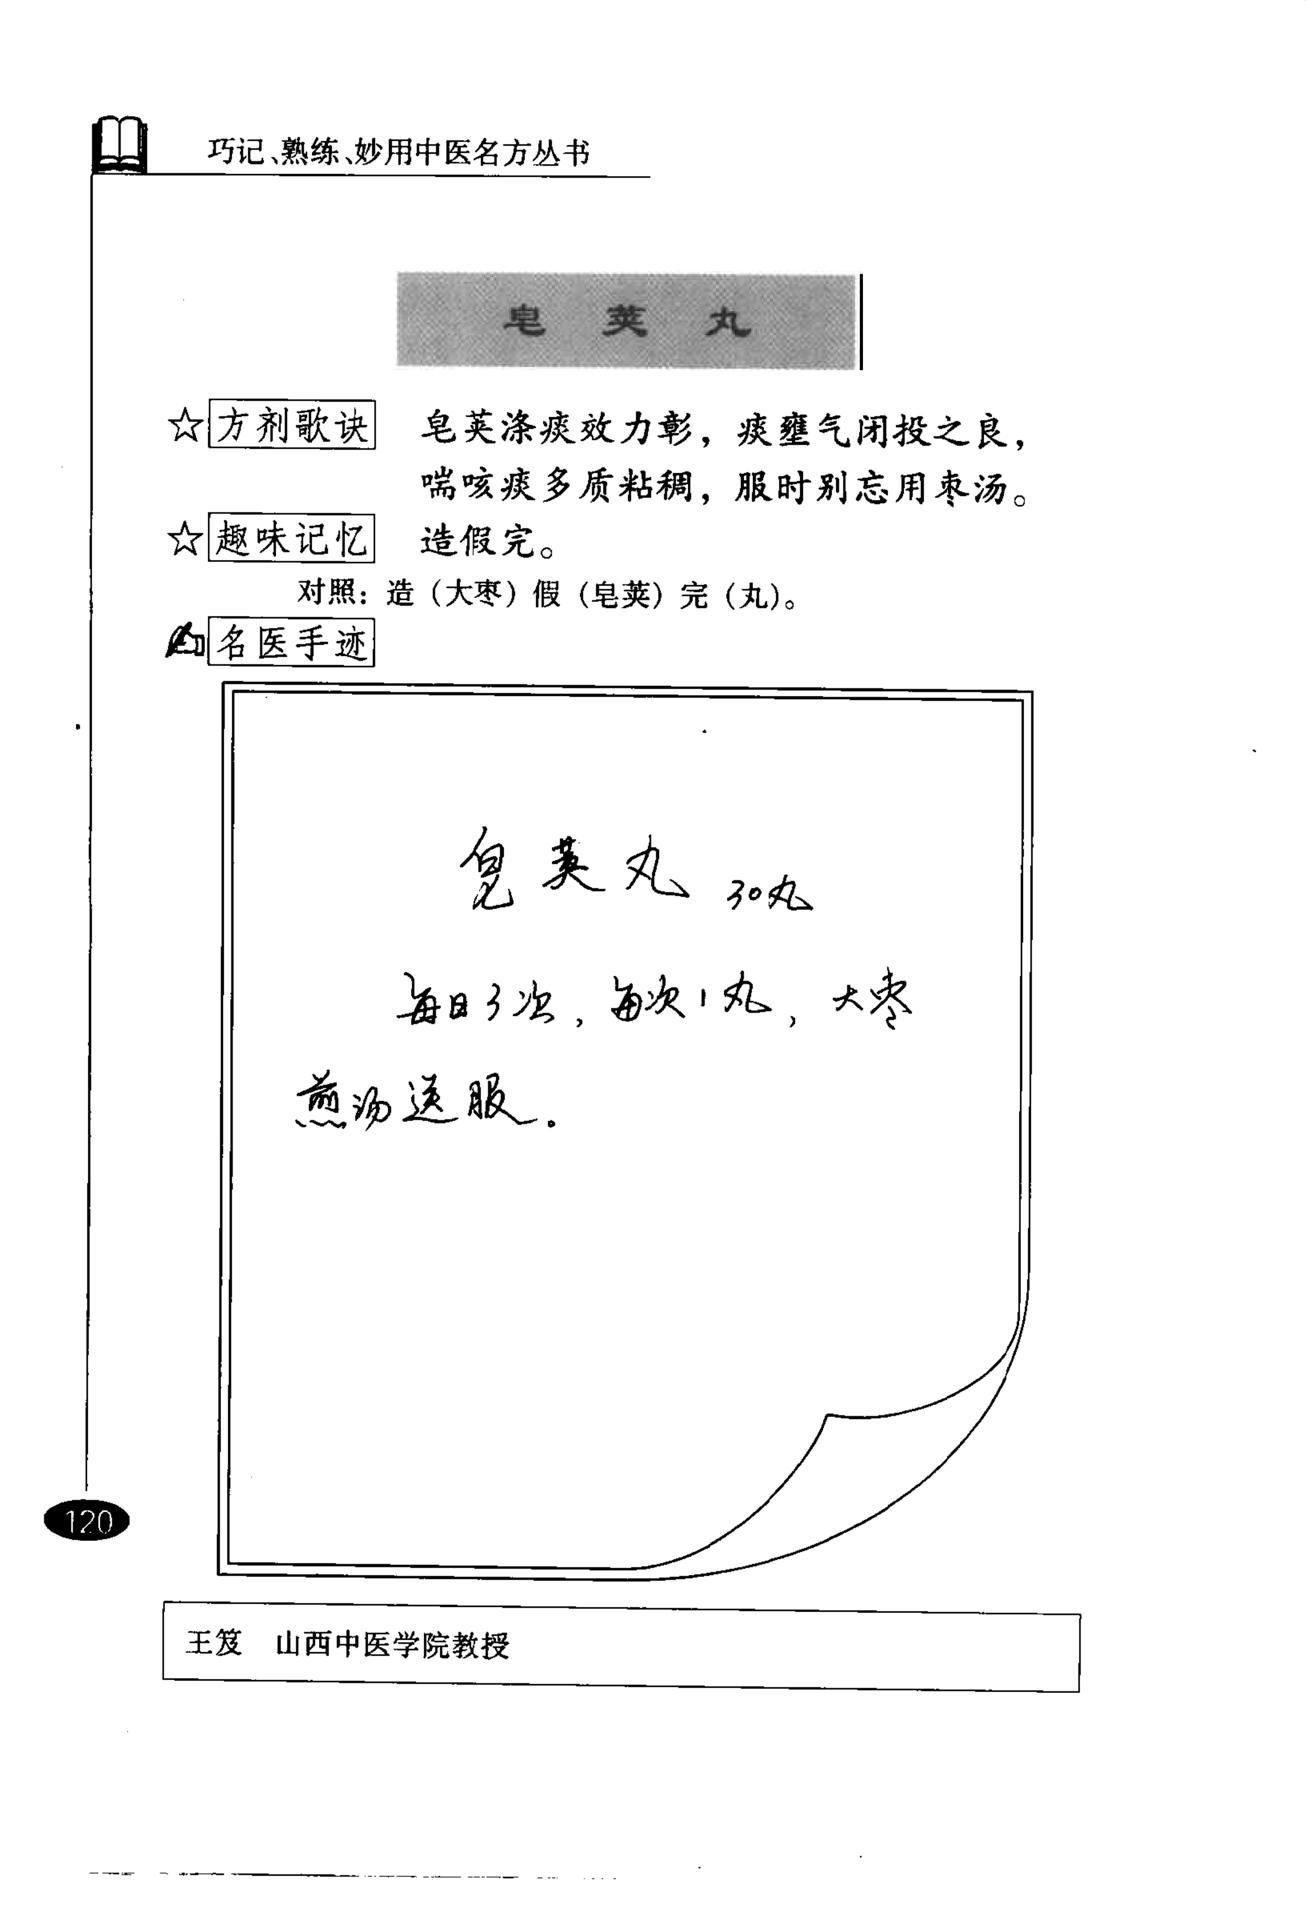 巧记、熟练、妙用中医名方丛书
皂荚丸
☆方剂歌诀 皂荚涤痰效力彰，痰壅气闭投之良，
喘咳痰多质粘稠，服时别忘用枣汤。
☆趣味记忆 造假完。
对照：造（大枣）假（皂荚）完（丸）。
名医手迹
皂荚丸 30丸
每日3次，每次1丸，大枣
煎汤送服。
120
王笈 山西中医学院教授